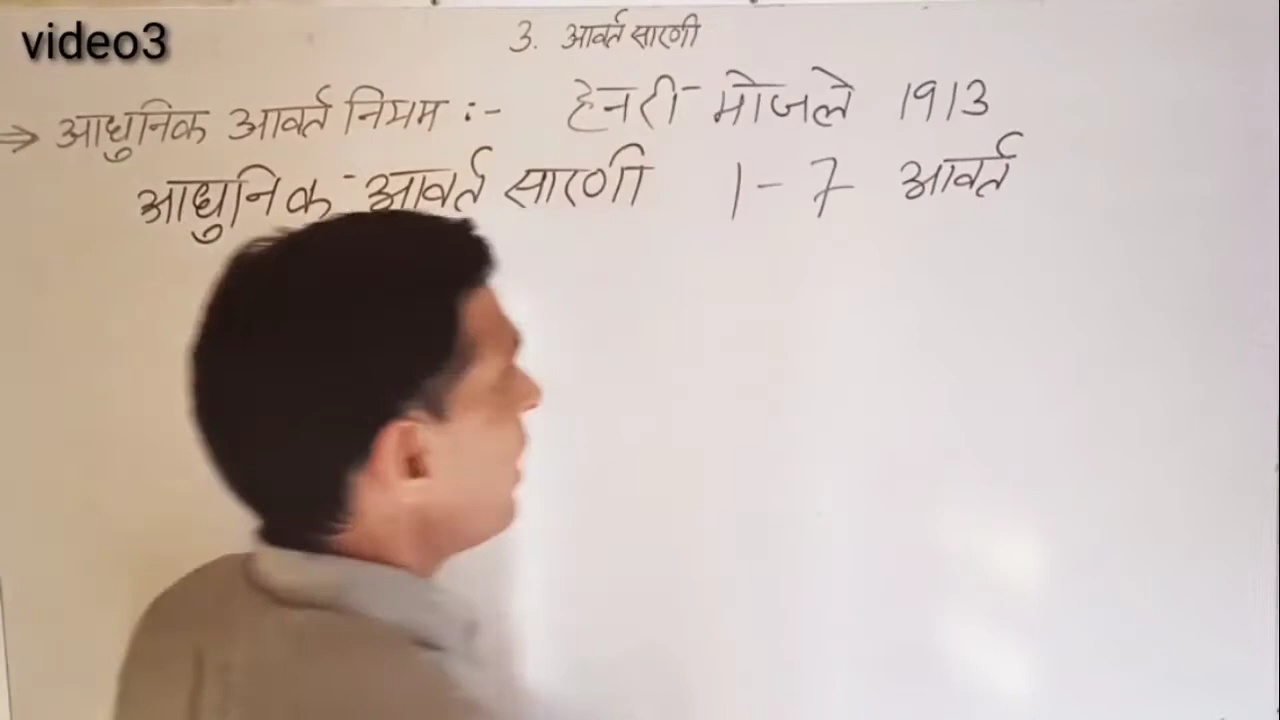 video3
3. आवर्त सारणी
⇒ आधुनिक आवर्त नियम :- हेनरी मोजले 1913
आधुनिक आवर्त सारणी 1-7 आवर्त